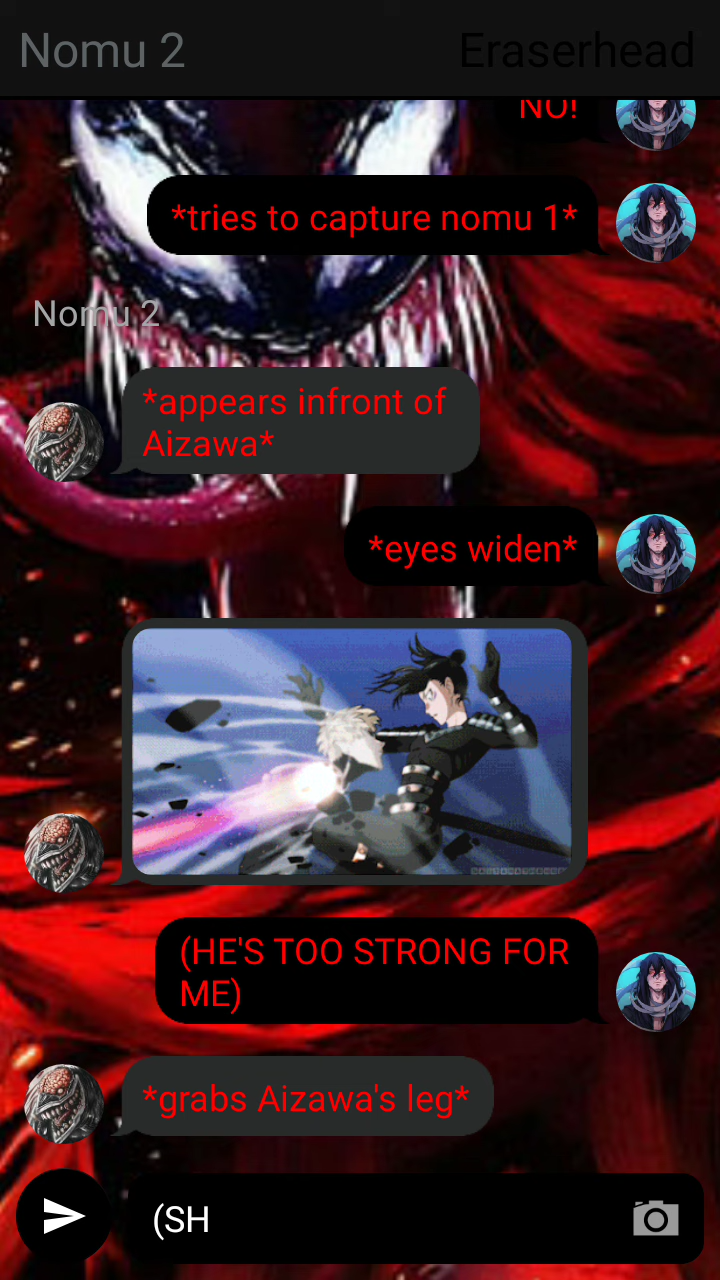 Nomu 2
Eraserhead
NO!
*tries to capture nomu 1*
Nomu 2
*appears infront of
Aizawa*
*eyes widen*
(HE'S TOO STRONG FOR
ME)
*grabs Aizawa's leg*
(SH